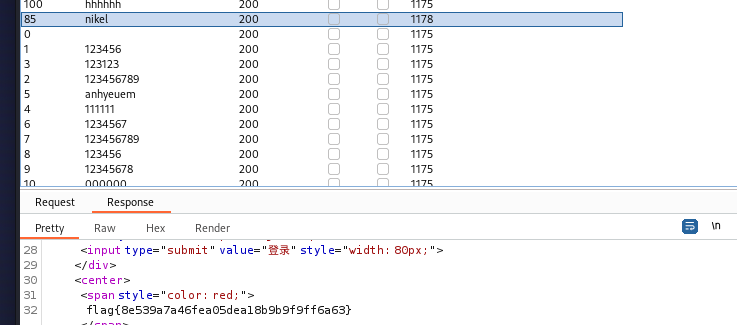 100 hhhhhh 200 1175
85 nikel 200 1178
0 200 1175
1 123456 200 1175
3 123123 200 1175
2 123456789 200 1175
5 anhyeuem 200 1175
4 111111 200 1175
6 1234567 200 1175
7 123456789 200 1175
8 123456 200 1175
9 12345678 200 1175
10 000000 200 1175
Request Response
Pretty Raw Hex Render \n
28 <input type="submit" value="登录" style="width: 80px;">
29 </div>
30 <center>
31 <span style="color: red;">
32 flag{8e539a7a46fea05dea18b9b9f9ff6a63}
</span>